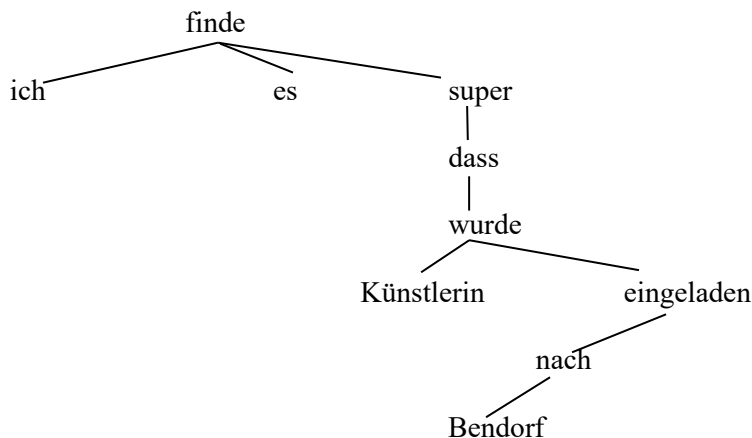 finde
ich es super
dass
wurde
Künstlerin eingeladen
nach
Bendorf